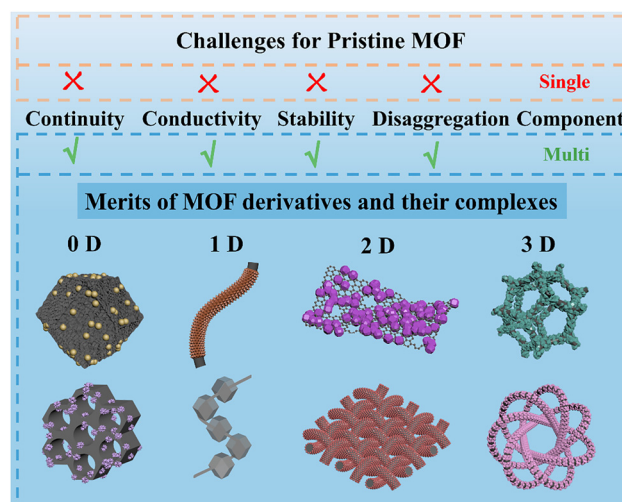 Challenges for Pristine MOF
Single
Continuity Conductivity Stability Disaggregation Component
Multi
Merits of MOF derivatives and their complexes
0 D 1 D 2 D 3 D